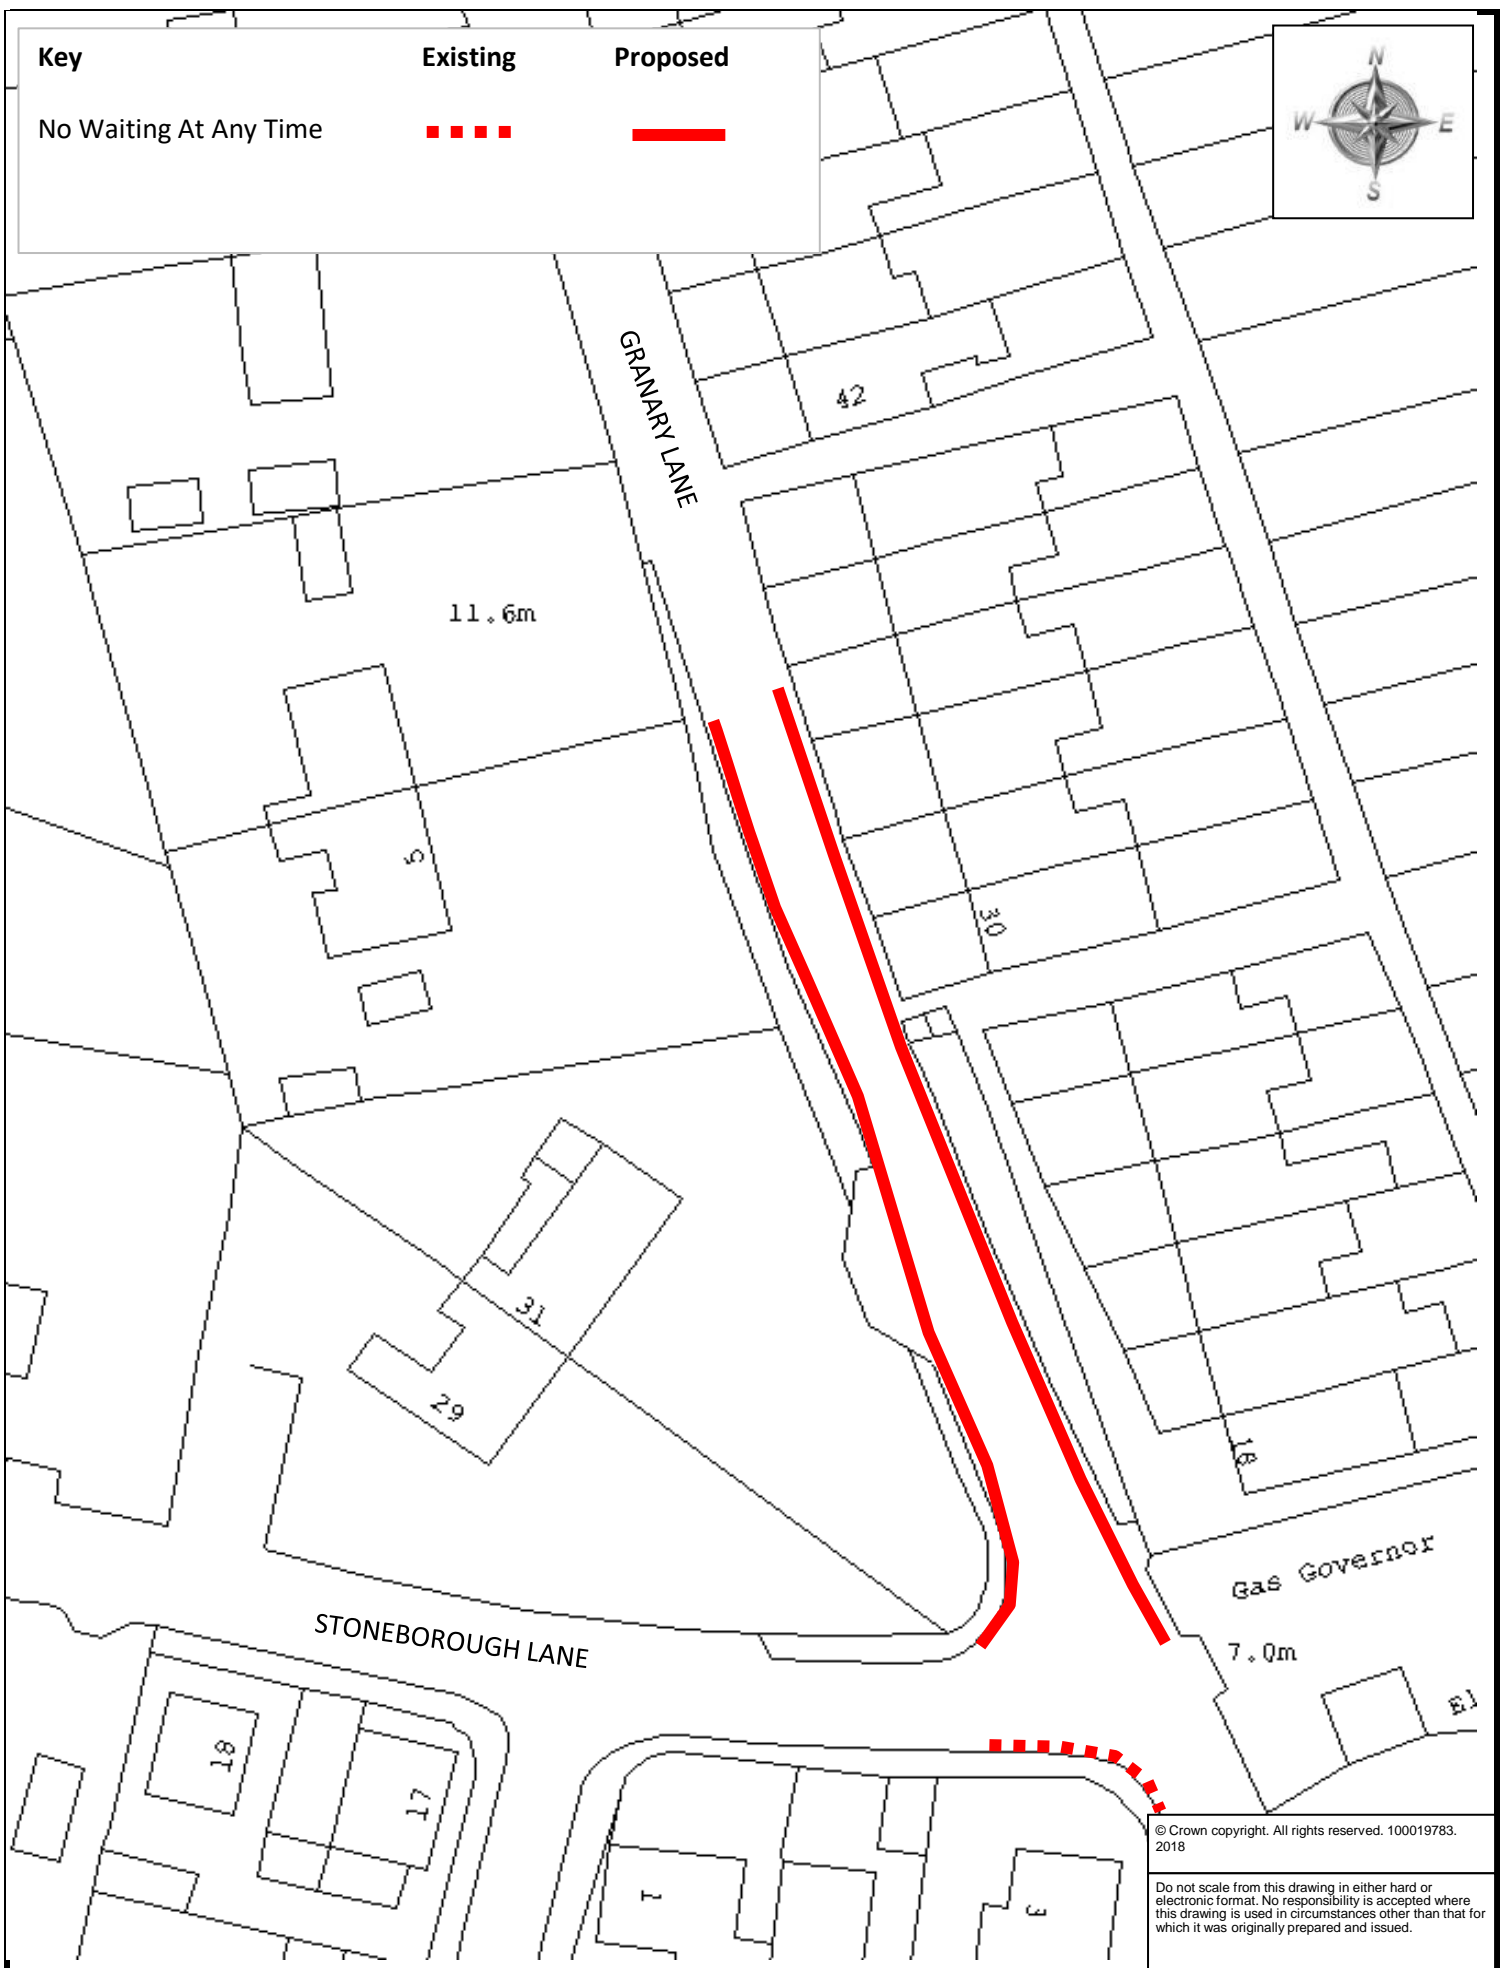 Key Existing Proposed
No Waiting At Any Time
N
W E
S
GRANARY LANE
42
11.6m
5
30
31
29
16
Gas Governor
STONEBOROUGH LANE
7.0m
El
18
17
1
3
© Crown copyright. All rights reserved. 100019783.
2018
Do not scale from this drawing in either hard or
electronic format. No responsibility is accepted where
this drawing is used in circumstances other than that for
which it was originally prepared and issued.